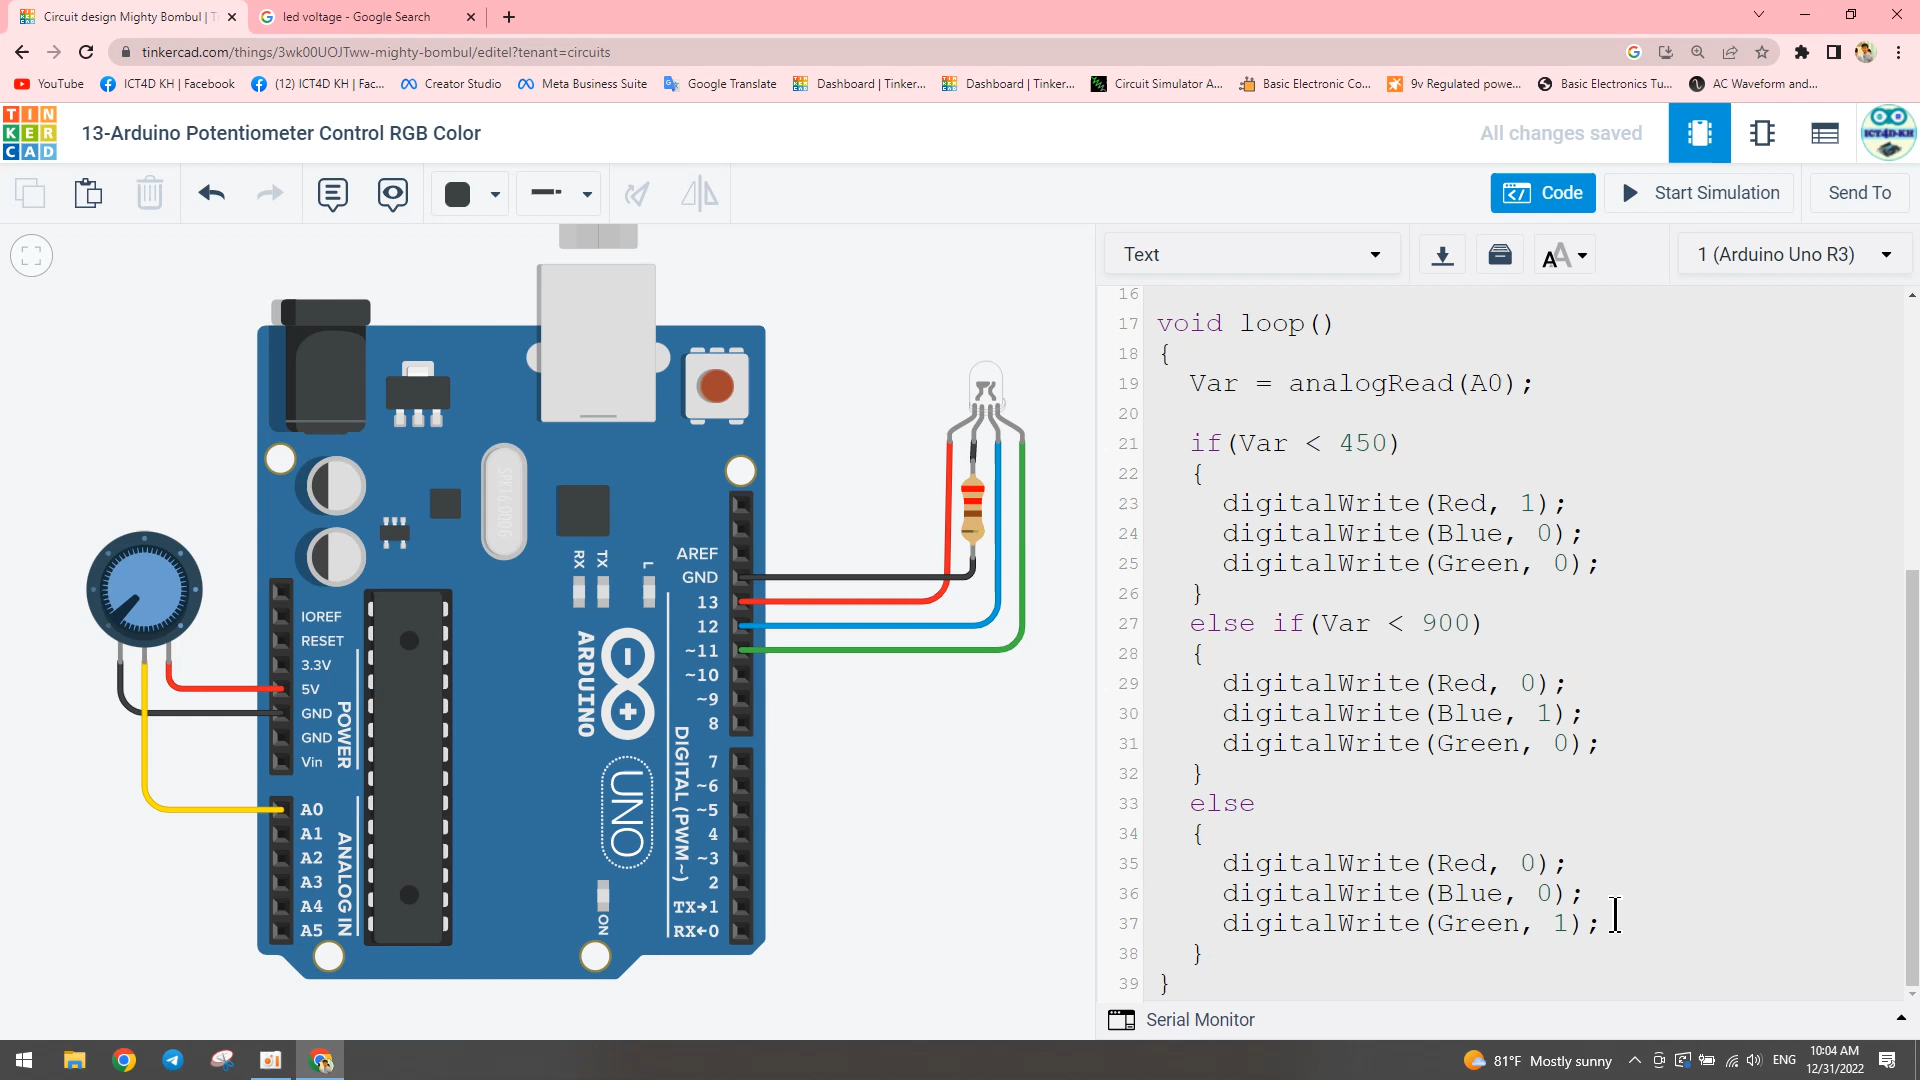 Circuit design Mighty Bombul | T
led voltage - Google Search
tinkercad.com/things/3wk00UOJTww-mighty-bombul/editel?tenant=circuits
YouTube
ICT4D KH | Facebook
(12) ICT4D KH | Fac...
Creator Studio
Meta Business Suite
Google Translate
Dashboard | Tinker...
Dashboard | Tinker...
Circuit Simulator A...
Basic Electronic Co...
9v Regulated powe...
Basic Electronics Tu...
AC Waveform and...
TIN
KER
CAD
13-Arduino Potentiometer Control RGB Color
All changes saved
ICT4D-KH
Code
Start Simulation
Send To
Text
1 (Arduino Uno R3)
16
17 void loop()
18 {
19 Var = analogRead(A0);
20
21 if(Var < 450)
22 {
23 digitalWrite(Red, 1);
24 digitalWrite(Blue, 0);
25 digitalWrite(Green, 0);
26 }
27 else if(Var < 900)
28 {
29 digitalWrite(Red, 0);
30 digitalWrite(Blue, 1);
31 digitalWrite(Green, 0);
32 }
33 else
34 {
35 digitalWrite(Red, 0);
36 digitalWrite(Blue, 0);
37 digitalWrite(Green, 1);
38 }
39 }
Serial Monitor
SPK16.000G
IOREF
RESET
3.3V
5V
GND
GND
Vin
POWER
A0
A1
A2
A3
A4
A5
ANALOG IN
RX
TX
L
ARDUINO
UNO
ON
AREF
GND
13
12
~11
~10
~9
8
7
~6
~5
4
~3
2
TX→1
RX←0
DIGITAL (PWM~)
81°F Mostly sunny
ENG
10:04 AM
12/31/2022